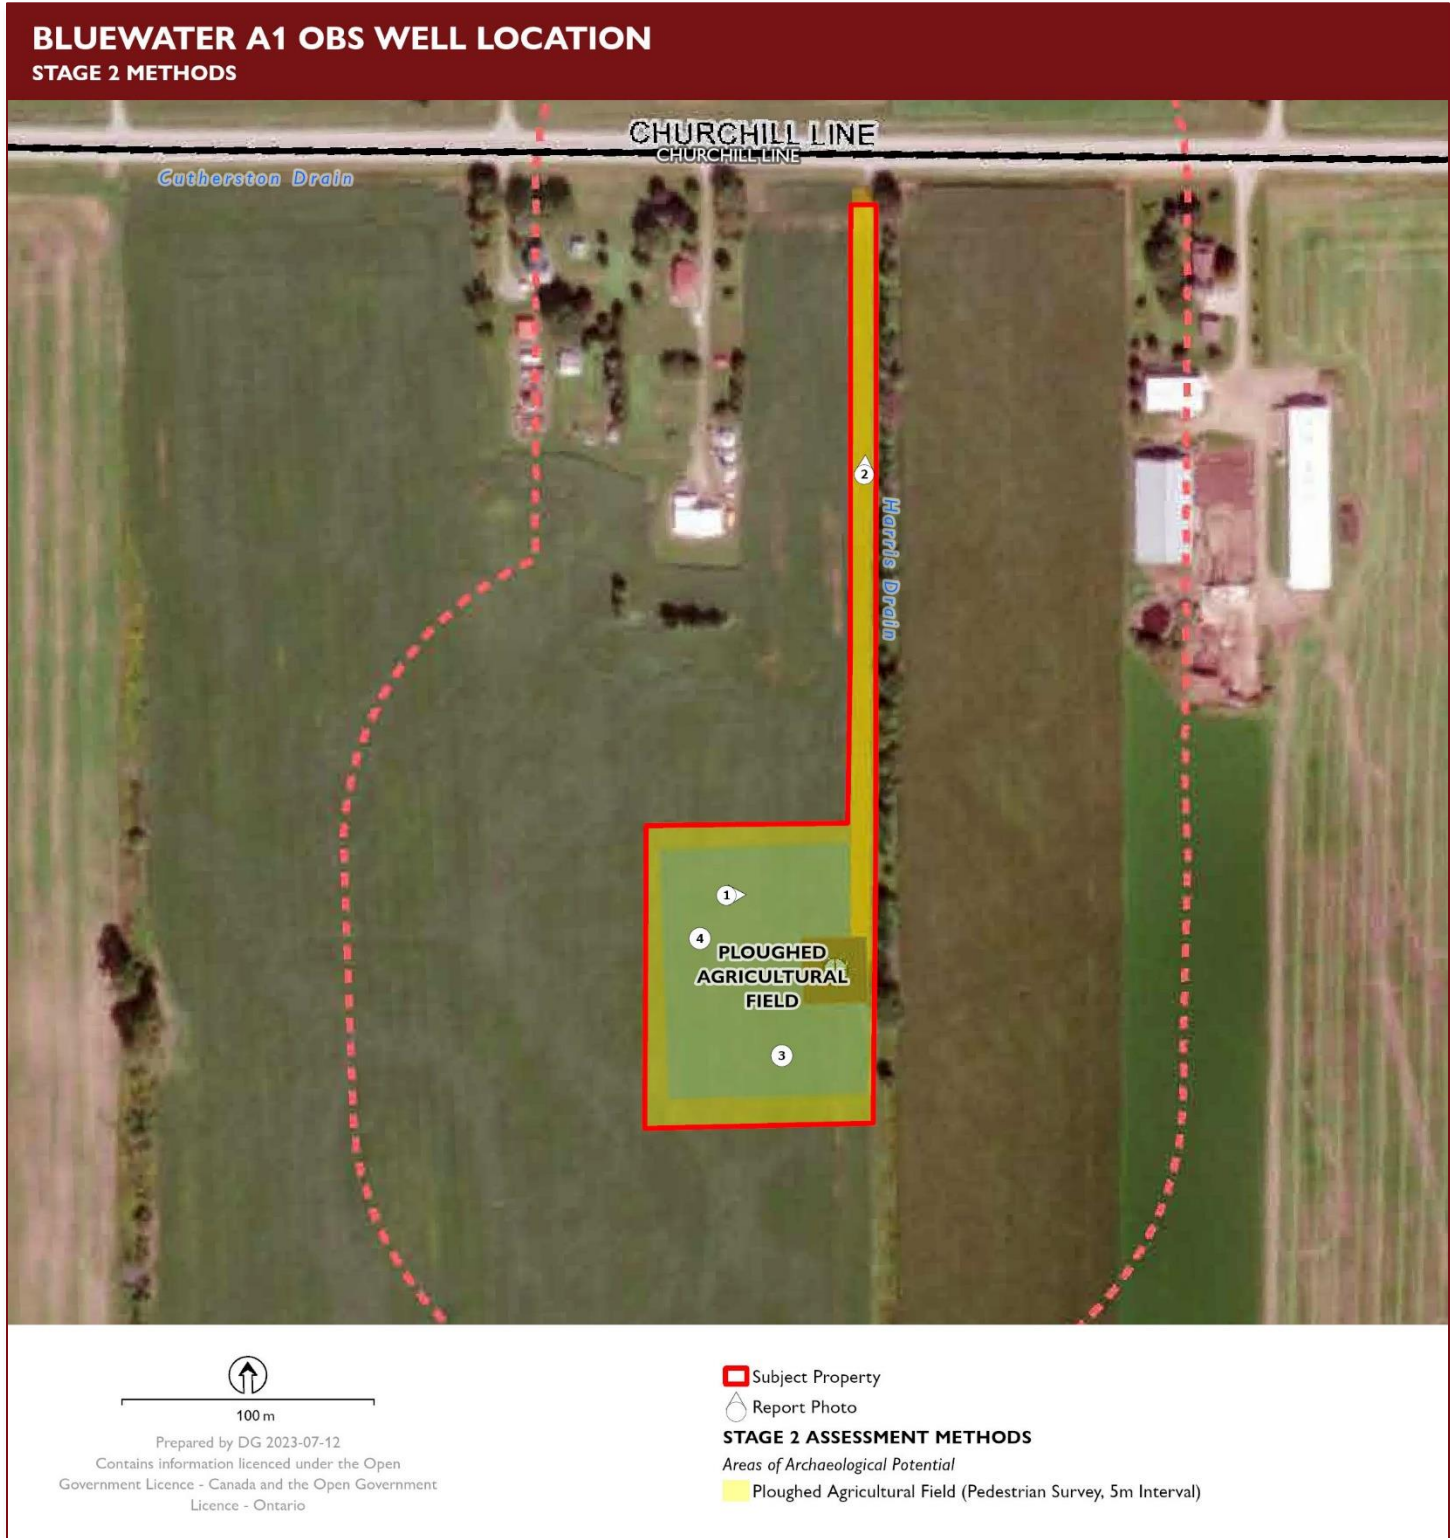 BLUEWATER A1 OBS WELL LOCATION
STAGE 2 METHODS
CHURCHILL LINE
CHURCHILL LINE
Cutherston Drain
2
Harris Drain
1
4
PLOUGHED
AGRICULTURAL
FIELD
3
100 m
Prepared by DG 2023-07-12
Contains information licenced under the Open
Government Licence - Canada and the Open Government
Licence - Ontario
Subject Property
Report Photo
STAGE 2 ASSESSMENT METHODS
Areas of Archaeological Potential
Ploughed Agricultural Field (Pedestrian Survey, 5m Interval)